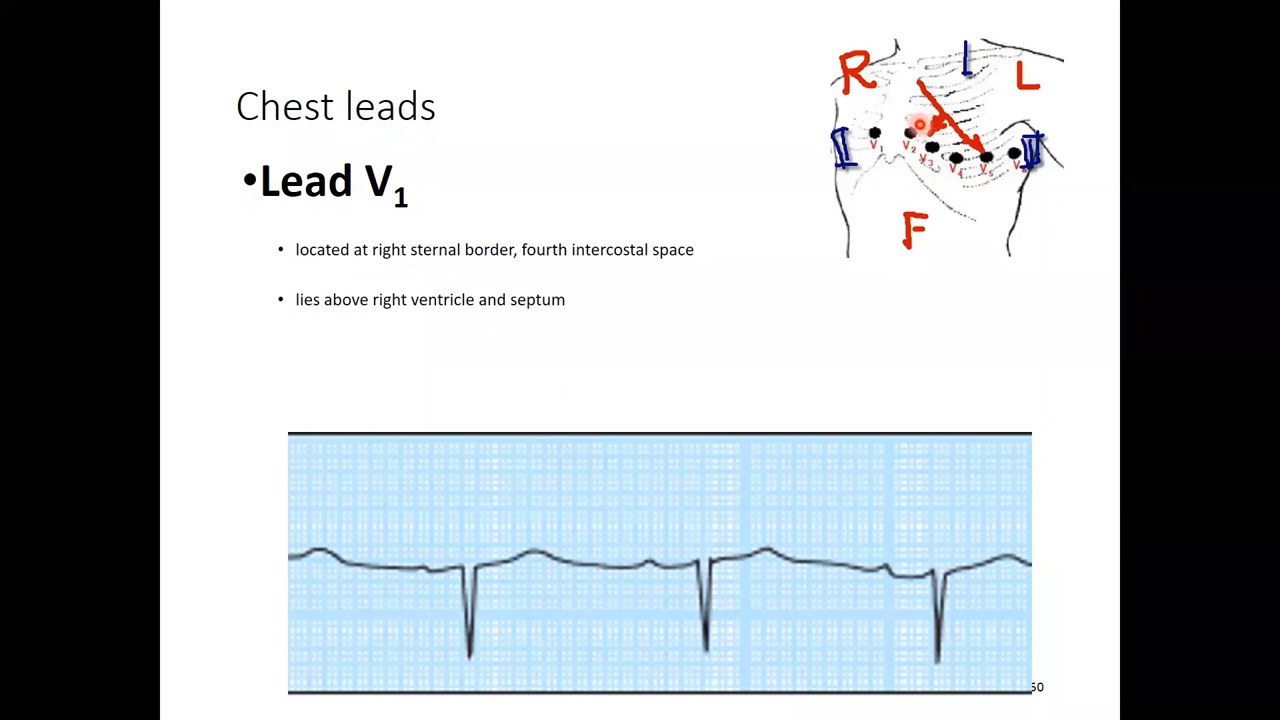 Chest leads
•Lead V1
• located at right sternal border, fourth intercostal space
• lies above right ventricle and septum
I
R
L
II
V1
V2
V3
V4
V5
F